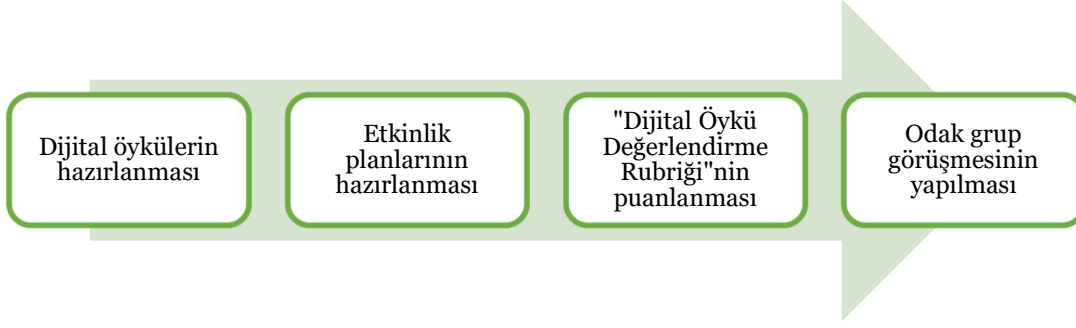 Dijital öykülerin
hazırlanması
Etkinlik
planlarının
hazırlanması
"Dijital Öykü
Değerlendirme
Rubriği"nin
puanlanması
Odak grup
görüşmesinin
yapılması